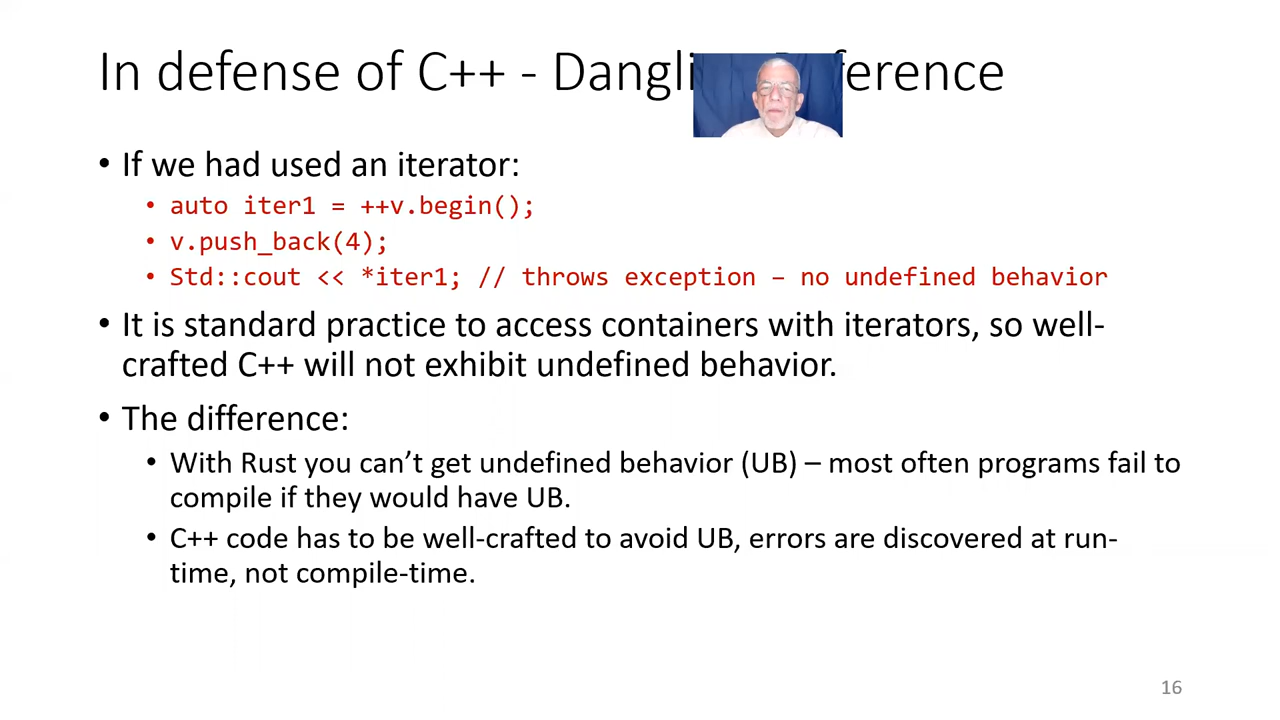 In defense of C++ - Dangli ference
• If we had used an iterator:
• auto iter1 = ++v.begin();
• v.push_back(4);
• Std::cout << *iter1; // throws exception – no undefined behavior
• It is standard practice to access containers with iterators, so well-
crafted C++ will not exhibit undefined behavior.
• The difference:
• With Rust you can’t get undefined behavior (UB) – most often programs fail to
compile if they would have UB.
• C++ code has to be well-crafted to avoid UB, errors are discovered at run-
time, not compile-time.
16